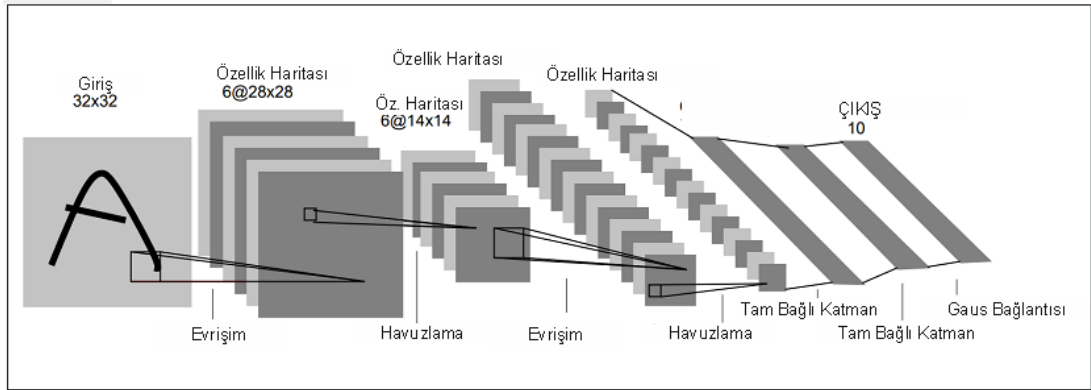 Giriş
32x32
Özellik Haritası
6@28x28
Öz. Haritası
6@14x14
Özellik Haritası
Özellik Haritası
ÇIKIŞ
10
Evrişim
Havuzlama
Evrişim
Havuzlama
Tam Bağlı Katman
Tam Bağlı Katman
Gaus Bağlantısı